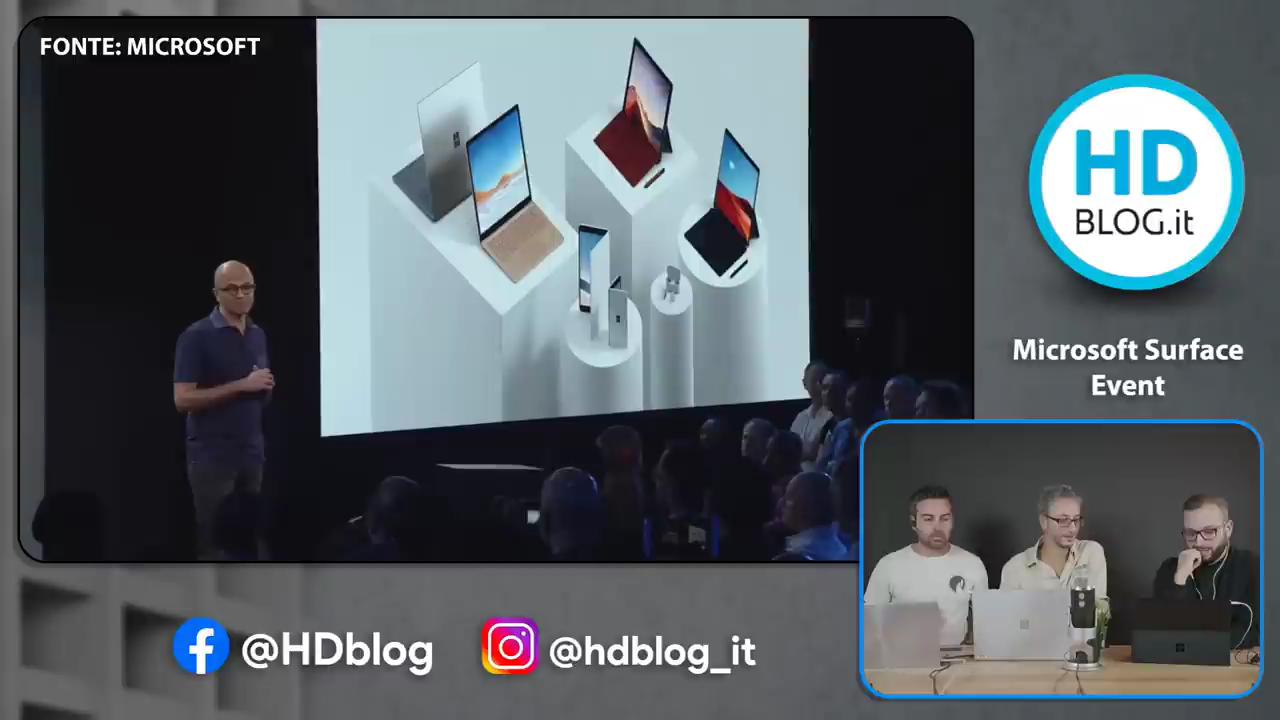 FONTE: MICROSOFT
HD
BLOG.it
Microsoft Surface
Event
@HDblog
@hdblog_it